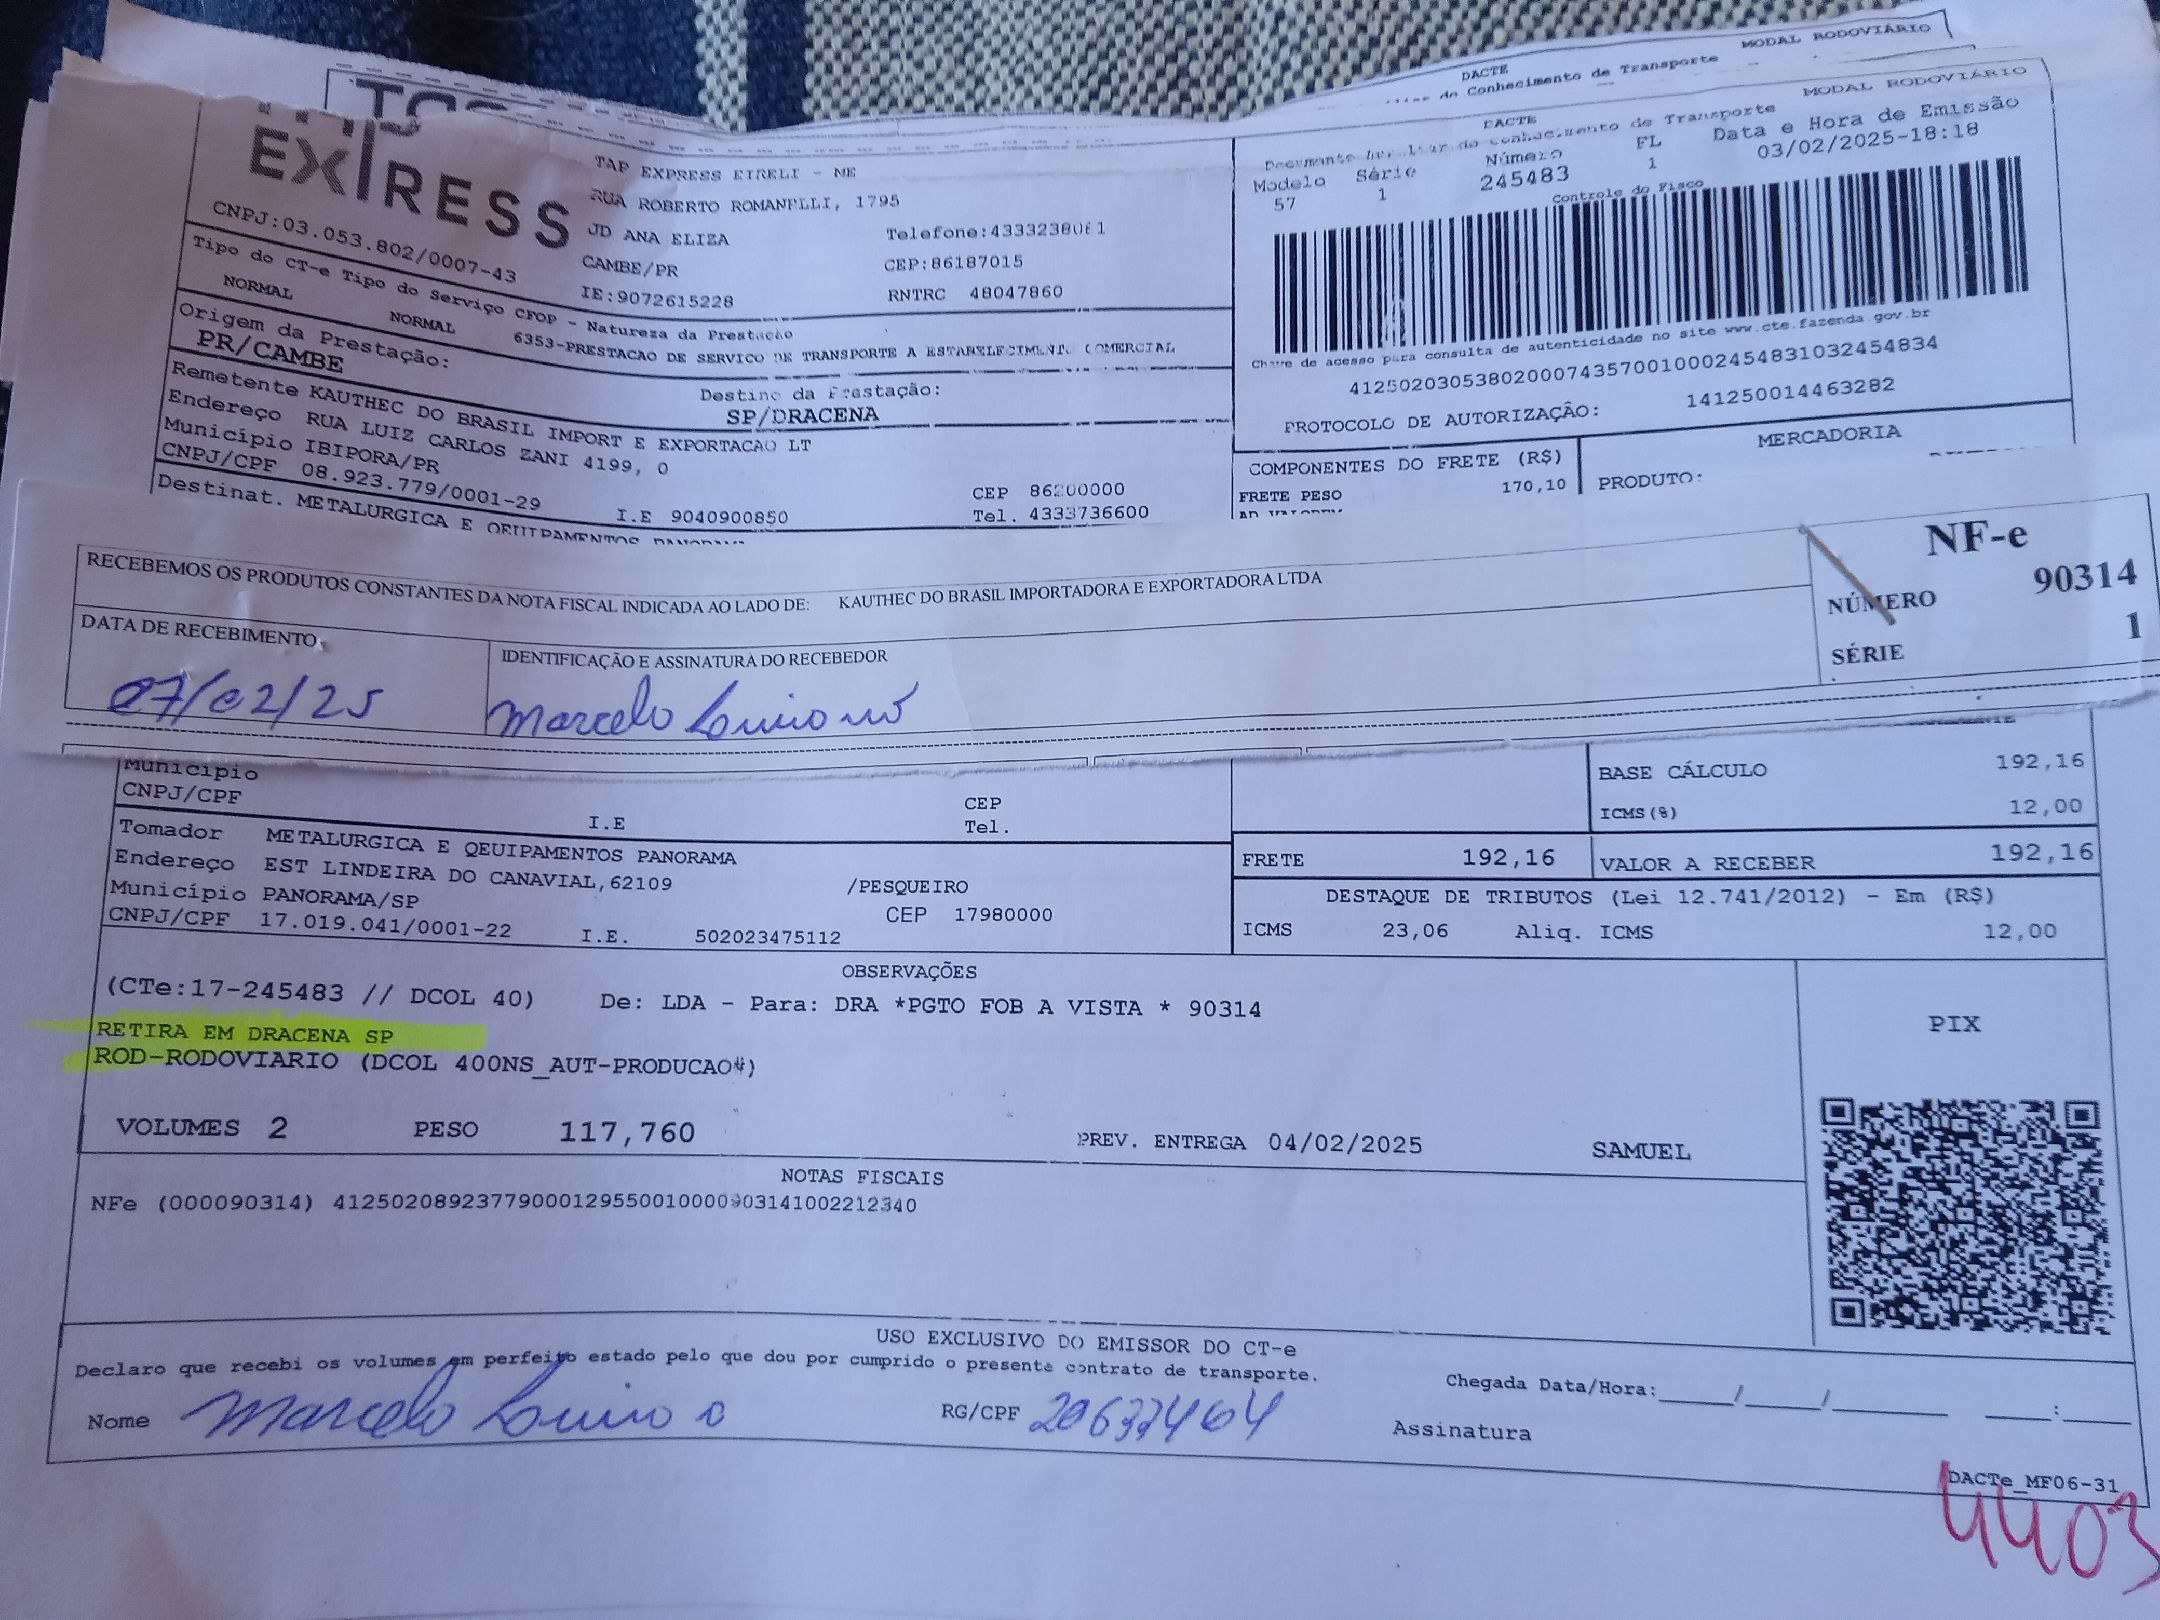 MODAL RODOVIÁRIO
DACTE
do Conhecimento de Transporte
MODAL RODOVIÁRIO
DACTE
de Transporte
EXPRESS
CNPJ:03.053.802/0007-43
TAP EXPRESS EIRELI - ME
RUA ROBERTO ROMANELLI, 1795
JD ANA ELIZA Telefone:4333238061
CAMBE/PR CEP:86187015
IE:9072615228 RNTRC 48047860
Modelo Série Número FL Data e Hora de Emissão
57 1 245483 1 03/02/2025-18:18
Controle do Fisco
Chave de acesso para consulta de autenticidade no site www.cte.fazenda.gov.br
41250203053802000743570010002454831032454834
PROTOCOLO DE AUTORIZAÇÃO: 141250014463282
Tipo do CT-e Tipo do Serviço CFOP - Natureza da Prestação
NORMAL NORMAL 6353-PRESTACAO DE SERVICO DE TRANSPORTE A ESTABELECIMENTO COMERCIAL
Origem da Prestação: Destino da Prestação:
PR/CAMBE SP/DRACENA
Remetente KAUTHEC DO BRASIL IMPORT E EXPORTACAO LT
Endereço RUA LUIZ CARLOS ZANI 4199, 0
Município IBIPORA/PR CEP 86200000
CNPJ/CPF 08.923.779/0001-29 I.E 9040900850 Tel. 4333736600
Destinat. METALURGICA E QEUIPAMENTOS PANORAMA
COMPONENTES DO FRETE (R$) MERCADORIA
FRETE PESO 170,10 PRODUTO:
RECEBEMOS OS PRODUTOS CONSTANTES DA NOTA FISCAL INDICADA AO LADO DE: KAUTHEC DO BRASIL IMPORTADORA E EXPORTADORA LTDA
NF-e
NÚMERO 90314
SÉRIE 1
DATA DE RECEBIMENTO IDENTIFICAÇÃO E ASSINATURA DO RECEBEDOR
07/02/25 Marcelo
Município CEP
CNPJ/CPF I.E Tel.
BASE CÁLCULO 192,16
ICMS(%) 12,00
FRETE 192,16 VALOR A RECEBER 192,16
Tomador METALURGICA E QEUIPAMENTOS PANORAMA
Endereço EST LINDEIRA DO CANAVIAL,62109 /PESQUEIRO
Município PANORAMA/SP CEP 17980000
CNPJ/CPF 17.019.041/0001-22 I.E. 502023475112
DESTAQUE DE TRIBUTOS (Lei 12.741/2012) - Em (R$)
ICMS 23,06 Aliq. ICMS 12,00
OBSERVAÇÕES
(CTe:17-245483 // DCOL 40) De: LDA - Para: DRA *PGTO FOB A VISTA * 90314
RETIRA EM DRACENA SP
ROD-RODOVIARIO (DCOL 400NS_AUT-PRODUCAO#)
PIX
VOLUMES 2 PESO 117,760 PREV. ENTREGA 04/02/2025 SAMUEL
NOTAS FISCAIS
NFe (000090314) 41250208923779000129550010000903141002212340
USO EXCLUSIVO DO EMISSOR DO CT-e
Declaro que recebi os volumes em perfeito estado pelo que dou por cumprido o presente contrato de transporte.
Chegada Data/Hora:_____/_____/_____ ___:_____
Nome Marcelo RG/CPF Assinatura
DACTe_MF06-31
4403